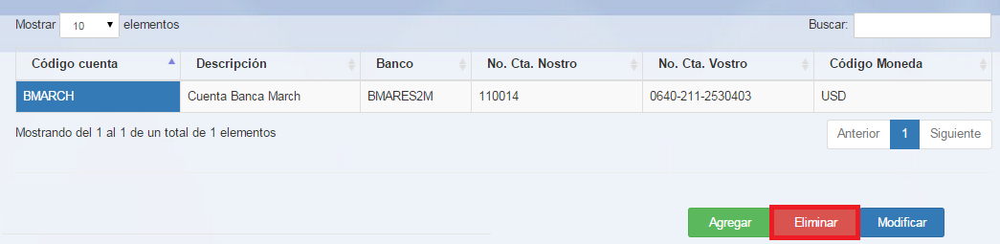 Mostrar 10 elementos Buscar:
Código cuenta Descripción Banco No. Cta. Nostro No. Cta. Vostro Código Moneda
BMARCH Cuenta Banca March BMARES2M 110014 0640-211-2530403 USD
Mostrando del 1 al 1 de un total de 1 elementos Anterior 1 Siguiente
Agregar Eliminar Modificar